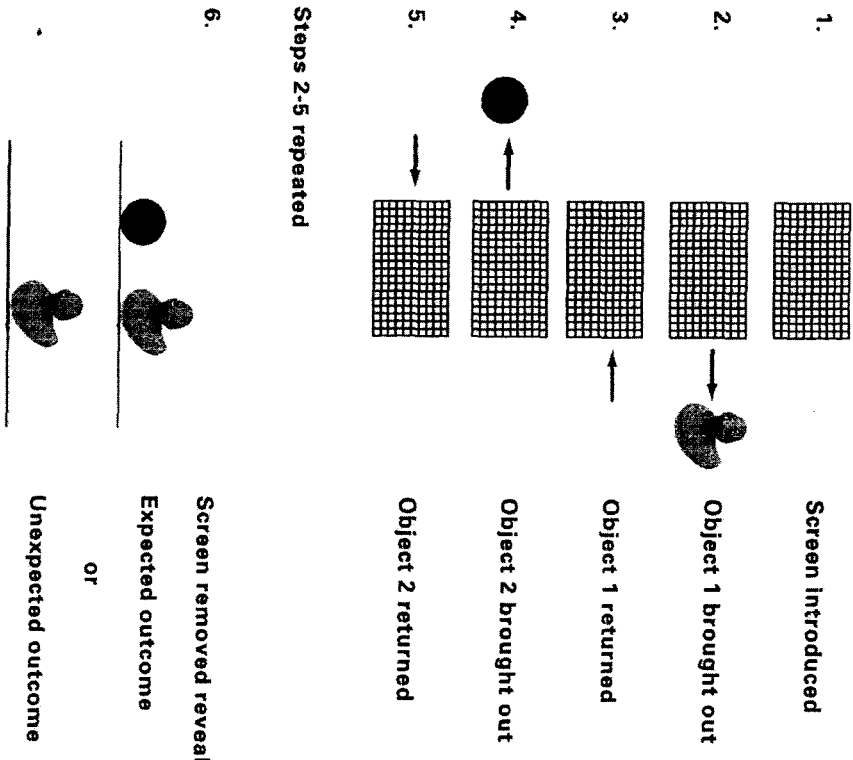 1. Screen introduced
2. Object 1 brought out
3. Object 1 returned
4. Object 2 brought out
5. Object 2 returned
Steps 2-5 repeated
6. Screen removed reveal
Expected outcome
or
Unexpected outcome